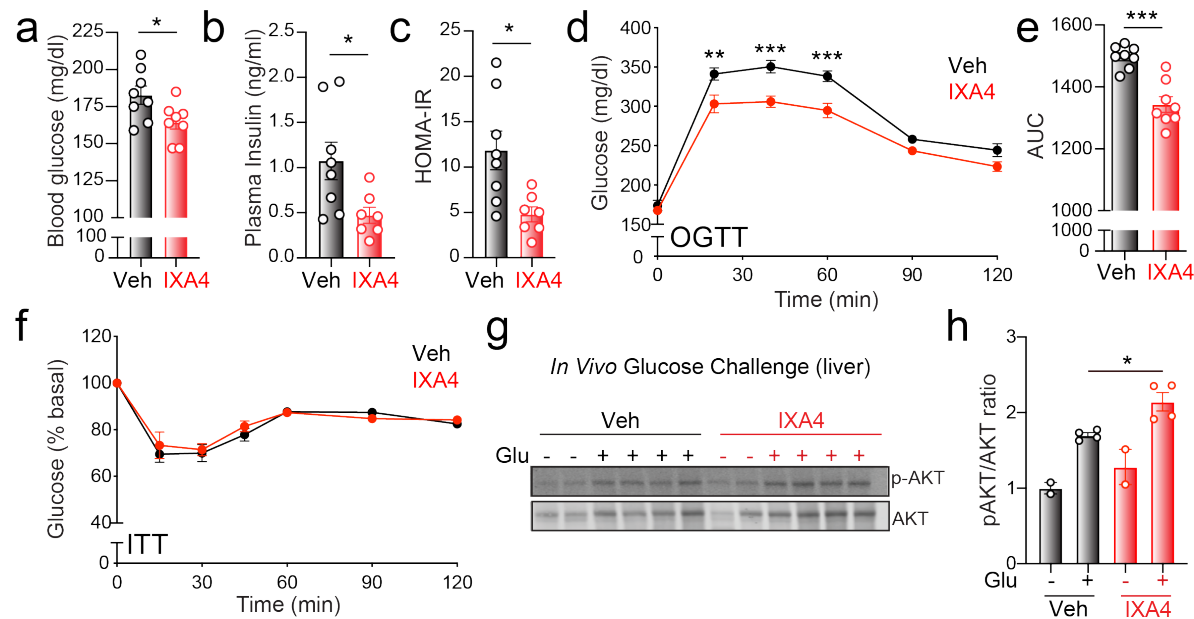 a
*
Blood glucose (mg/dl)
225
200
175
150
125
100
100
0
Veh IXA4
b
*
Plasma Insulin (ng/ml)
2.5
2.0
1.5
1.0
0.5
0.0
Veh IXA4
c
*
HOMA-IR
25
20
15
10
5
0
Veh IXA4
d
** *** ***
Veh
IXA4
Glucose (mg/dl)
400
350
300
250
200
150
0
OGTT
0 30 60 90 120
Time (min)
e
***
AUC
1600
1400
1200
1000
1000
0
Veh IXA4
f
Veh
IXA4
Glucose (% basal)
120
100
80
60
40
0
ITT
0 30 60 90 120
Time (min)
g
In Vivo Glucose Challenge (liver)
Veh IXA4
Glu - - + + + + - - + + + +
p-AKT
AKT
h
*
pAKT/AKT ratio
3
2
1
0
Glu - + - +
Veh IXA4